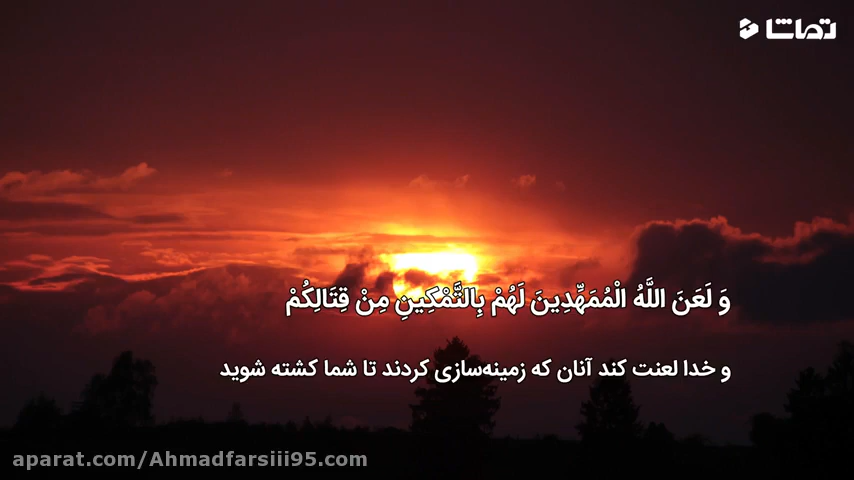 تماشا
وَ لَعَنَ اللَّهُ الْمُمَهِّدِينَ لَهُمْ بِالتَّمْكِينِ مِنْ قِتَالِكُمْ
و خدا لعنت کند آنان که زمینه‌سازی کردند تا شما کشته شوید
aparat.com/Ahmadfarsiii95.com